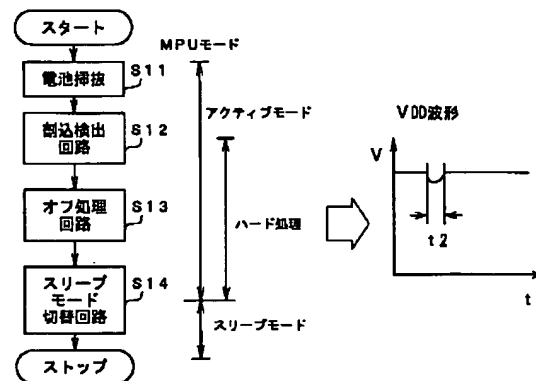 スタート
MPUモード
電池挿抜
S11
アクティブモード
割込検出
回路
S12
VDD波形
V
オフ処理
回路
S13
ハード処理
t2
スリープ
モード
切替回路
S14
t
スリープモード
ストップ